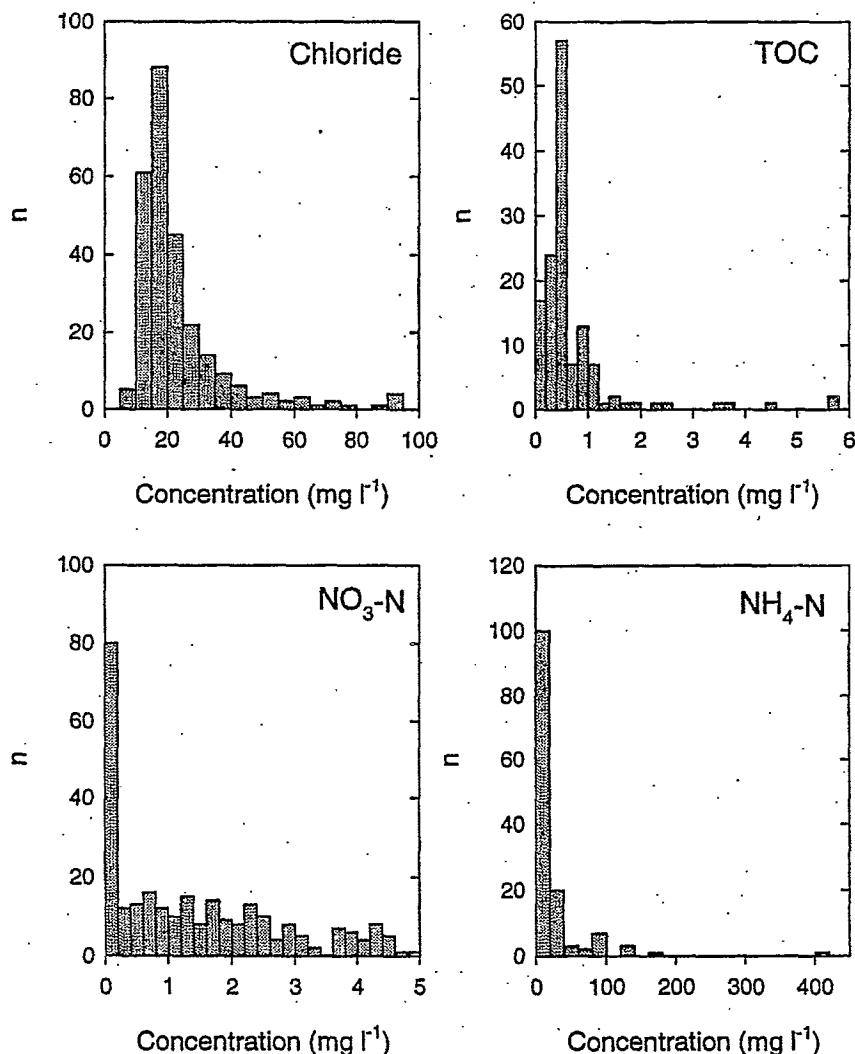 Chloride
100
80
60
40
20
0
n
0 20 40 60 80 100
Concentration (mg l⁻¹)
TOC
60
50
40
30
20
10
0
n
0 1 2 3 4 5 6
Concentration (mg l⁻¹)
NO₃-N
100
80
60
40
20
0
n
0 1 2 3 4 5
Concentration (mg l⁻¹)
NH₄-N
120
100
80
60
40
20
0
n
0 100 200 300 400
Concentration (mg l⁻¹)